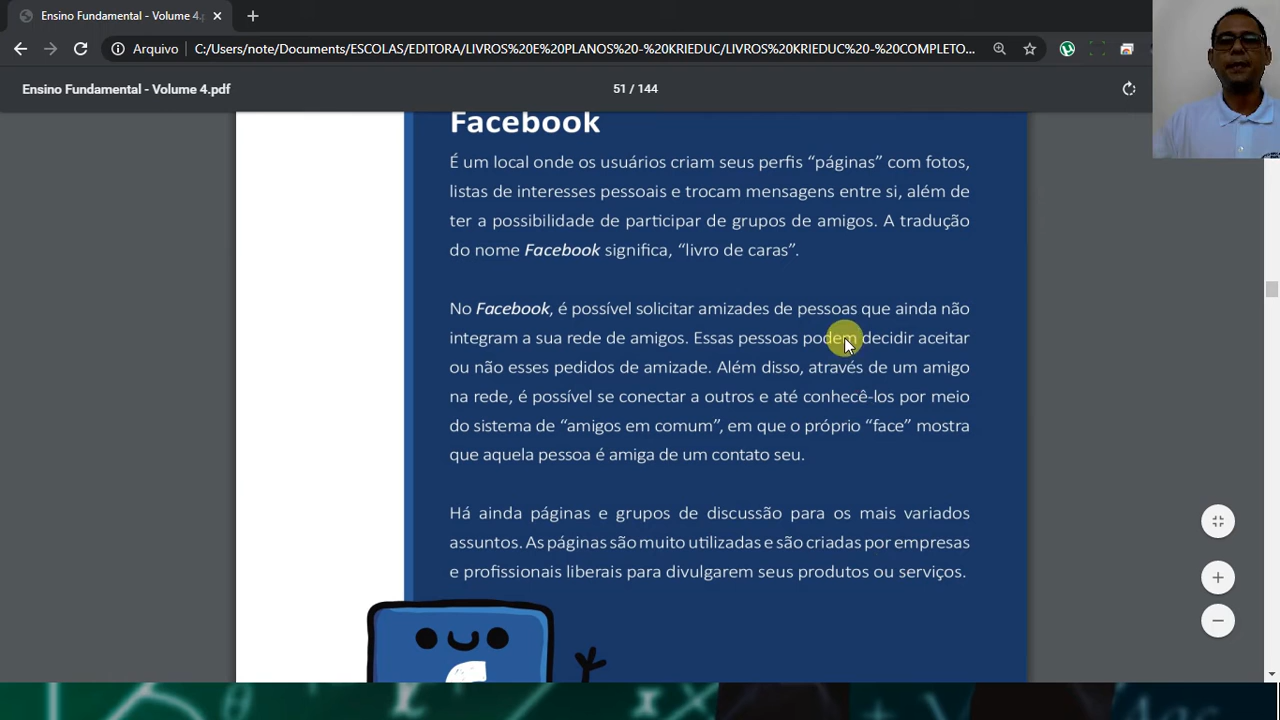 Ensino Fundamental - Volume 4.p
Arquivo
C:/Users/note/Documents/ESCOLAS/EDITORA/LIVROS%20E%20PLANOS%20-%20KRIEDUC/LIVROS%20KRIEDUC%20-%20COMPLETO...
Ensino Fundamental - Volume 4.pdf
51 / 144
Facebook
É um local onde os usuários criam seus perfis “páginas” com fotos,
listas de interesses pessoais e trocam mensagens entre si, além de
ter a possibilidade de participar de grupos de amigos. A tradução
do nome Facebook significa, “livro de caras”.
No Facebook, é possível solicitar amizades de pessoas que ainda não
integram a sua rede de amigos. Essas pessoas podem decidir aceitar
ou não esses pedidos de amizade. Além disso, através de um amigo
na rede, é possível se conectar a outros e até conhecê-los por meio
do sistema de “amigos em comum”, em que o próprio “face” mostra
que aquela pessoa é amiga de um contato seu.
Há ainda páginas e grupos de discussão para os mais variados
assuntos. As páginas são muito utilizadas e são criadas por empresas
e profissionais liberais para divulgarem seus produtos ou serviços.